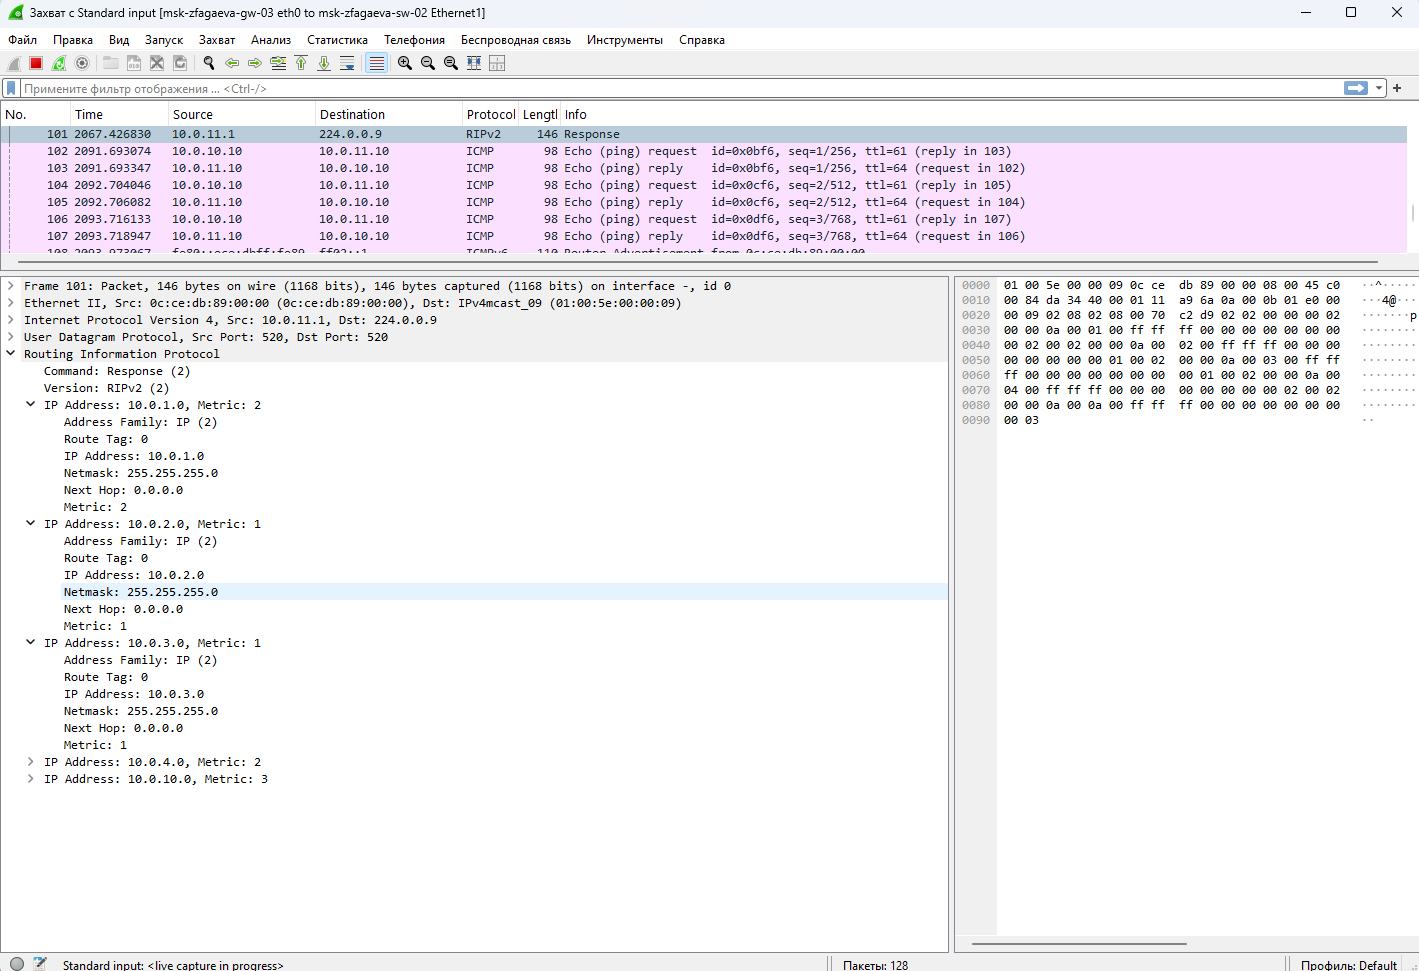 Захват с Standard input [msk-zfagaeva-gw-03 eth0 to msk-zfagaeva-sw-02 Ethernet1]
Файл Правка Вид Запуск Захват Анализ Статистика Телефония Беспроводная связь Инструменты Справка
Примените фильтр отображения ... <Ctrl-/>
No. Time Source Destination Protocol Lengtl Info
101 2067.426830 10.0.11.1 224.0.0.9 RIPv2 146 Response
102 2091.693074 10.0.10.10 10.0.11.10 ICMP 98 Echo (ping) request id=0x0bf6, seq=1/256, ttl=61 (reply in 103)
103 2091.693347 10.0.11.10 10.0.10.10 ICMP 98 Echo (ping) reply id=0x0bf6, seq=1/256, ttl=64 (request in 102)
104 2092.704046 10.0.10.10 10.0.11.10 ICMP 98 Echo (ping) request id=0x0cf6, seq=2/512, ttl=61 (reply in 105)
105 2092.706082 10.0.11.10 10.0.10.10 ICMP 98 Echo (ping) reply id=0x0cf6, seq=2/512, ttl=64 (request in 104)
106 2093.716133 10.0.10.10 10.0.11.10 ICMP 98 Echo (ping) request id=0x0df6, seq=3/768, ttl=61 (reply in 107)
107 2093.718947 10.0.11.10 10.0.10.10 ICMP 98 Echo (ping) reply id=0x0df6, seq=3/768, ttl=64 (request in 106)
108 2093.973067 fe80::ece:dbff:fe89… ff02::1 ICMPv6 110 Router Advertisement from 0c:ce:db:89:00:00
Frame 101: Packet, 146 bytes on wire (1168 bits), 146 bytes captured (1168 bits) on interface -, id 0
Ethernet II, Src: 0c:ce:db:89:00:00 (0c:ce:db:89:00:00), Dst: IPv4mcast_09 (01:00:5e:00:00:09)
Internet Protocol Version 4, Src: 10.0.11.1, Dst: 224.0.0.9
User Datagram Protocol, Src Port: 520, Dst Port: 520
Routing Information Protocol
Command: Response (2)
Version: RIPv2 (2)
IP Address: 10.0.1.0, Metric: 2
Address Family: IP (2)
Route Tag: 0
IP Address: 10.0.1.0
Netmask: 255.255.255.0
Next Hop: 0.0.0.0
Metric: 2
IP Address: 10.0.2.0, Metric: 1
Address Family: IP (2)
Route Tag: 0
IP Address: 10.0.2.0
Netmask: 255.255.255.0
Next Hop: 0.0.0.0
Metric: 1
IP Address: 10.0.3.0, Metric: 1
Address Family: IP (2)
Route Tag: 0
IP Address: 10.0.3.0
Netmask: 255.255.255.0
Next Hop: 0.0.0.0
Metric: 1
IP Address: 10.0.4.0, Metric: 2
IP Address: 10.0.10.0, Metric: 3
0000 01 00 5e 00 00 09 0c ce db 89 00 00 08 00 45 c0 ··^·····
0010 00 84 da 34 40 00 01 11 a9 6a 0a 00 0b 01 e0 00 ···4@···
0020 00 09 02 08 02 08 00 70 c2 d9 02 02 00 00 00 02 ·······p
0030 00 00 0a 00 01 00 ff ff ff 00 00 00 00 00 00 00 ········
0040 00 02 00 02 00 00 0a 00 02 00 ff ff ff 00 00 00 ········
0050 00 00 00 00 00 01 00 02 00 00 0a 00 03 00 ff ff ········
0060 ff 00 00 00 00 00 00 00 00 01 00 02 00 00 0a 00 ········
0070 04 00 ff ff ff 00 00 00 00 00 00 00 00 02 00 02 ········
0080 00 00 0a 00 0a 00 ff ff ff 00 00 00 00 00 00 00 ········
0090 00 03 ··
Standard input: <live capture in progress> Пакеты: 128 Профиль: Default